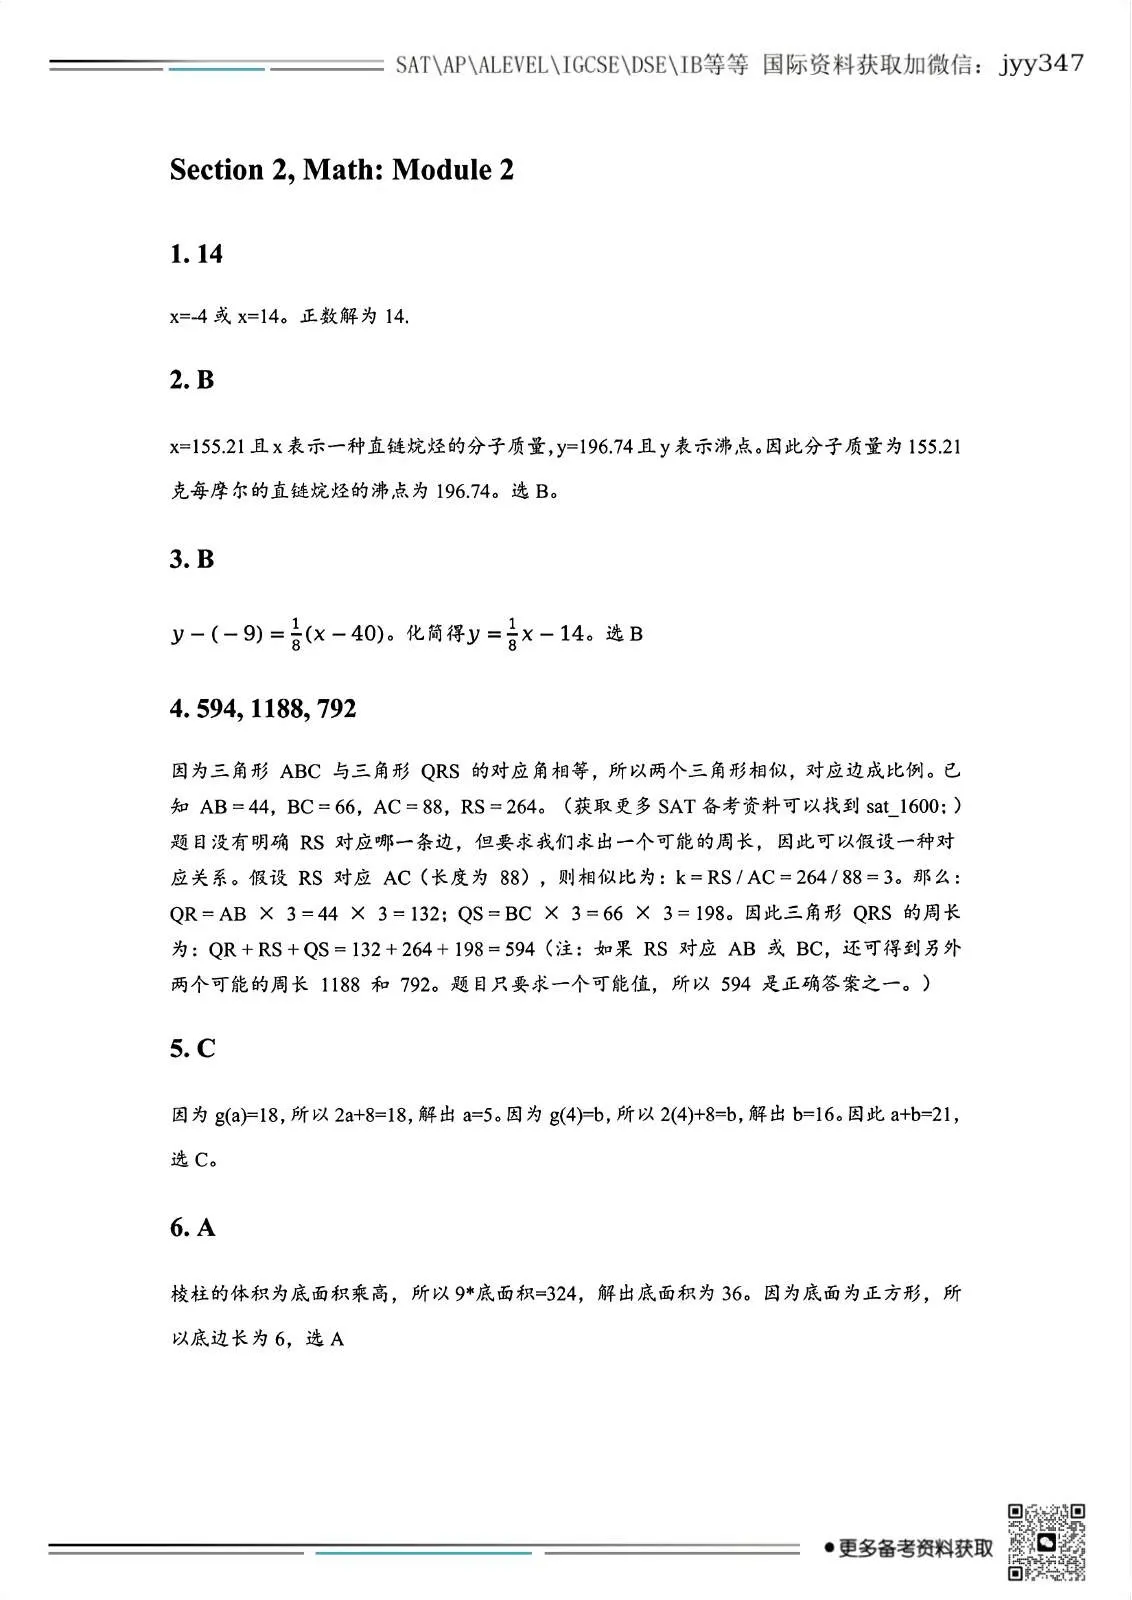 SAT\AP\ALEVEL\IGCSE\DSE\IB等等 国际资料获取加微信：jyy347
Section 2, Math: Module 2
1. 14
x=-4 或 x=14。正数解为 14.
2. B
x=155.21 且 x 表示一种直链烷烃的分子质量，y=196.74 且 y 表示沸点。因此分子质量为 155.21
克每摩尔的直链烷烃的沸点为 196.74。选 B。
3. B
y − ( − 9) = 1/8 (x − 40)。化简得 y = 1/8 x − 14。选 B
4. 594, 1188, 792
因为三角形 ABC 与三角形 QRS 的对应角相等，所以两个三角形相似，对应边成比例。已
知 AB = 44，BC = 66，AC = 88，RS = 264。（获取更多 SAT 备考资料可以找到 sat_1600；）
题目没有明确 RS 对应哪一条边，但要求我们求出一个可能的周长，因此可以假设一种对
应关系。假设 RS 对应 AC（长度为 88），则相似比为：k = RS / AC = 264 / 88 = 3。那么：
QR = AB × 3 = 44 × 3 = 132；QS = BC × 3 = 66 × 3 = 198。因此三角形 QRS 的周长
为：QR + RS + QS = 132 + 264 + 198 = 594（注：如果 RS 对应 AB 或 BC，还可得到另外
两个可能的周长 1188 和 792。题目只要求一个可能值，所以 594 是正确答案之一。）
5. C
因为 g(a)=18，所以 2a+8=18，解出 a=5。因为 g(4)=b，所以 2(4)+8=b，解出 b=16。因此 a+b=21，
选 C。
6. A
棱柱的体积为底面积乘高，所以 9*底面积=324，解出底面积为 36。因为底面为正方形，所
以底边长为 6，选 A
●更多备考资料获取